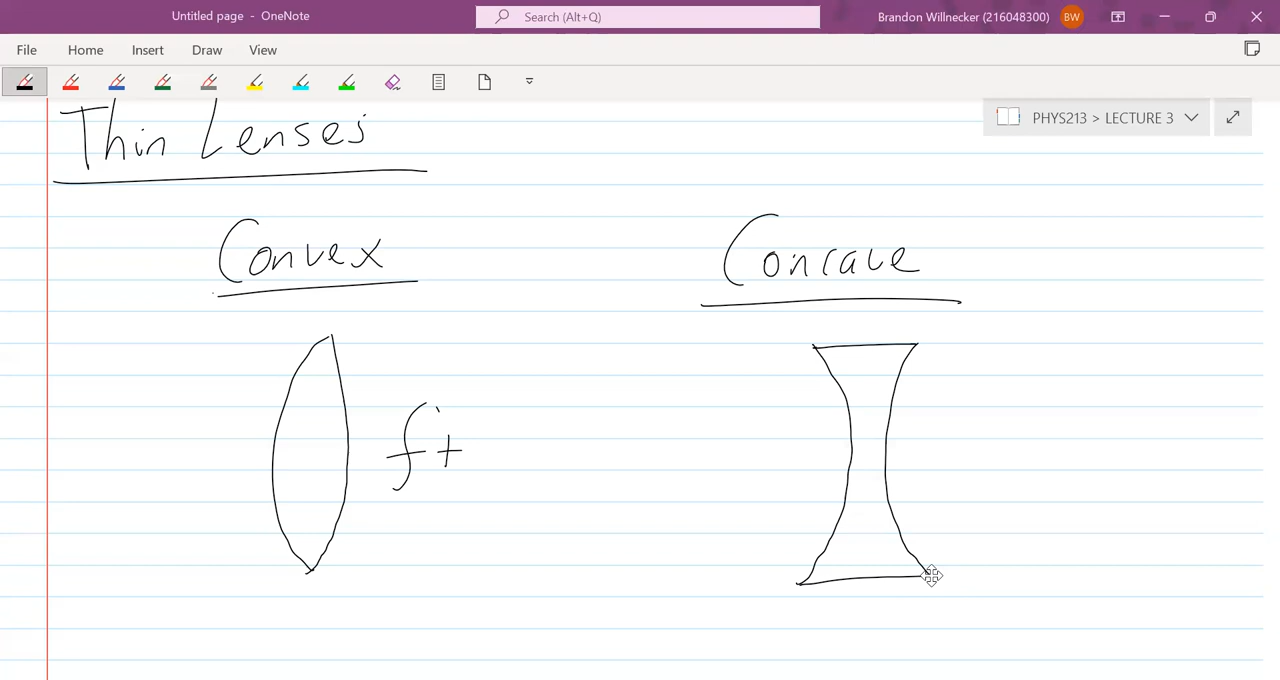 Untitled page - OneNote
Search (Alt+Q)
Brandon Willnecker (216048300)
BW
File
Home
Insert
Draw
View
PHYS213 > LECTURE 3
Thin Lenses
Convex
Concave
f+